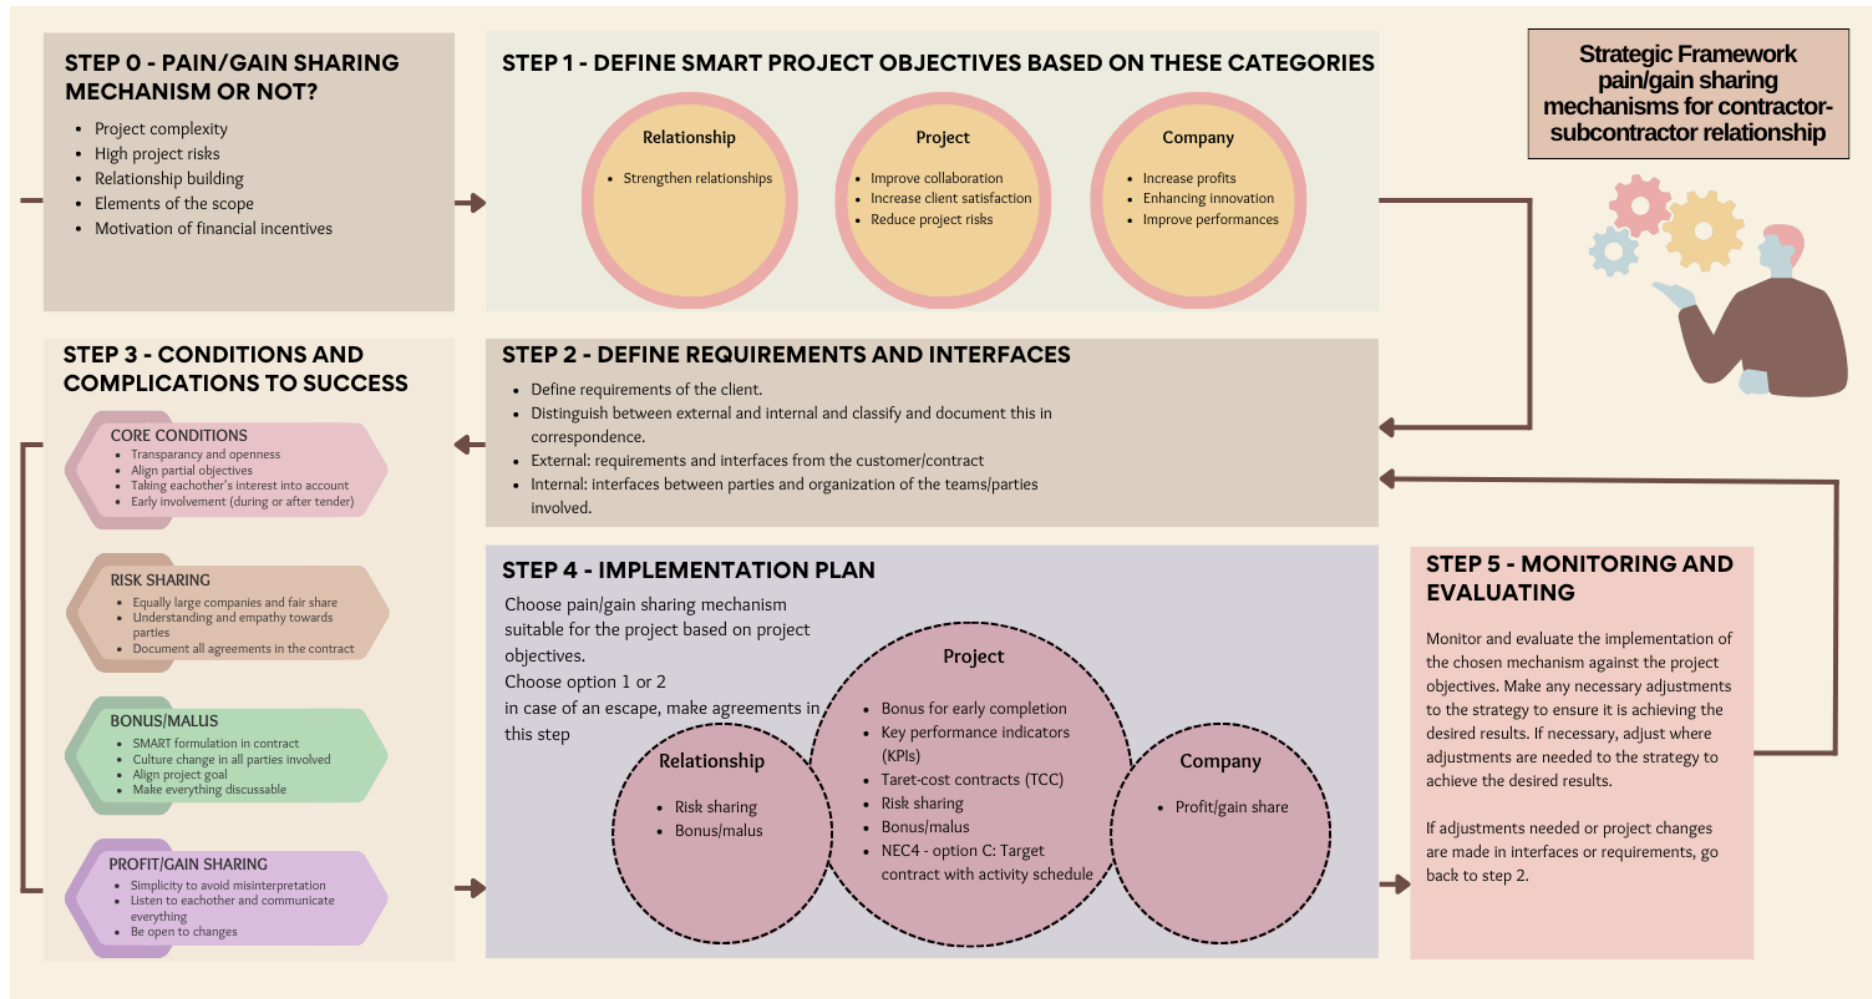 STEP 0 - PAIN/GAIN SHARING
MECHANISM OR NOT?
• Project complexity
• High project risks
• Relationship building
• Elements of the scope
• Motivation of financial incentives
STEP 1 - DEFINE SMART PROJECT OBJECTIVES BASED ON THESE CATEGORIES
Relationship
• Strengthen relationships
Project
• Improve collaboration
• Increase client satisfaction
• Reduce project risks
Company
• Increase profits
• Enhancing innovation
• Improve performances
Strategic Framework
pain/gain sharing
mechanisms for contractor-
subcontractor relationship
STEP 2 - DEFINE REQUIREMENTS AND INTERFACES
• Define requirements of the client.
• Distinguish between external and internal and classify and document this in
correspondence.
• External: requirements and interfaces from the customer/contract
• Internal: interfaces between parties and organization of the teams/parties
involved.
STEP 3 - CONDITIONS AND
COMPLICATIONS TO SUCCESS
CORE CONDITIONS
• Transparancy and openness
• Align partial objectives
• Taking eachother's interest into account
• Early involvement (during or after tender)
RISK SHARING
• Equally large companies and fair share
• Understanding and empathy towards
parties
• Document all agreements in the contract
BONUS/MALUS
• SMART formulation in contract
• Culture change in all parties involved
• Align project goal
• Make everything discussable
PROFIT/GAIN SHARING
• Simplicity to avoid misinterpretation
• Listen to eachother and communicate
everything
• Be open to changes
STEP 4 - IMPLEMENTATION PLAN
Choose pain/gain sharing mechanism
suitable for the project based on project
objectives.
Choose option 1 or 2
in case of an escape, make agreements in
this step
Relationship
• Risk sharing
• Bonus/malus
Project
• Bonus for early completion
• Key performance indicators
(KPIs)
• Taret-cost contracts (TCC)
• Risk sharing
• Bonus/malus
• NEC4 - option C: Target
contract with activity schedule
Company
• Profit/gain share
STEP 5 - MONITORING AND
EVALUATING
Monitor and evaluate the implementation of
the chosen mechanism against the project
objectives. Make any necessary adjustments
to the strategy to ensure it is achieving the
desired results. If necessary, adjust where
adjustments are needed to the strategy to
achieve the desired results.
If adjustments needed or project changes
are made in interfaces or requirements, go
back to step 2.